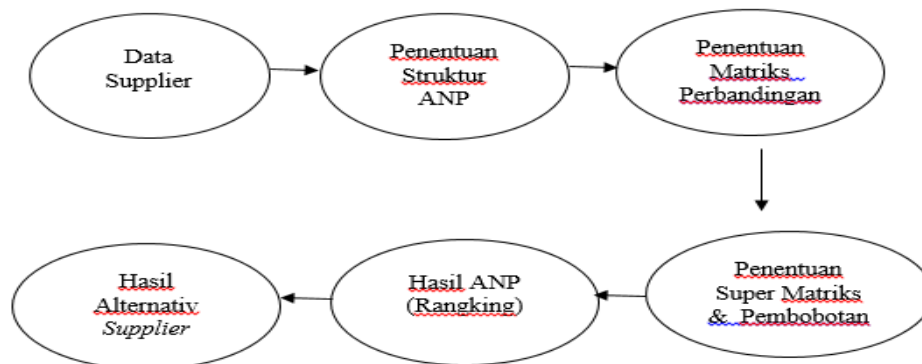 Data
Supplier
Penentuan
Struktur
ANP
Penentuan
Matriks
Perbandingan
Penentuan
Super Matriks
& Pembobotan
Hasil ANP
(Rangking)
Hasil
Alternativ
Supplier